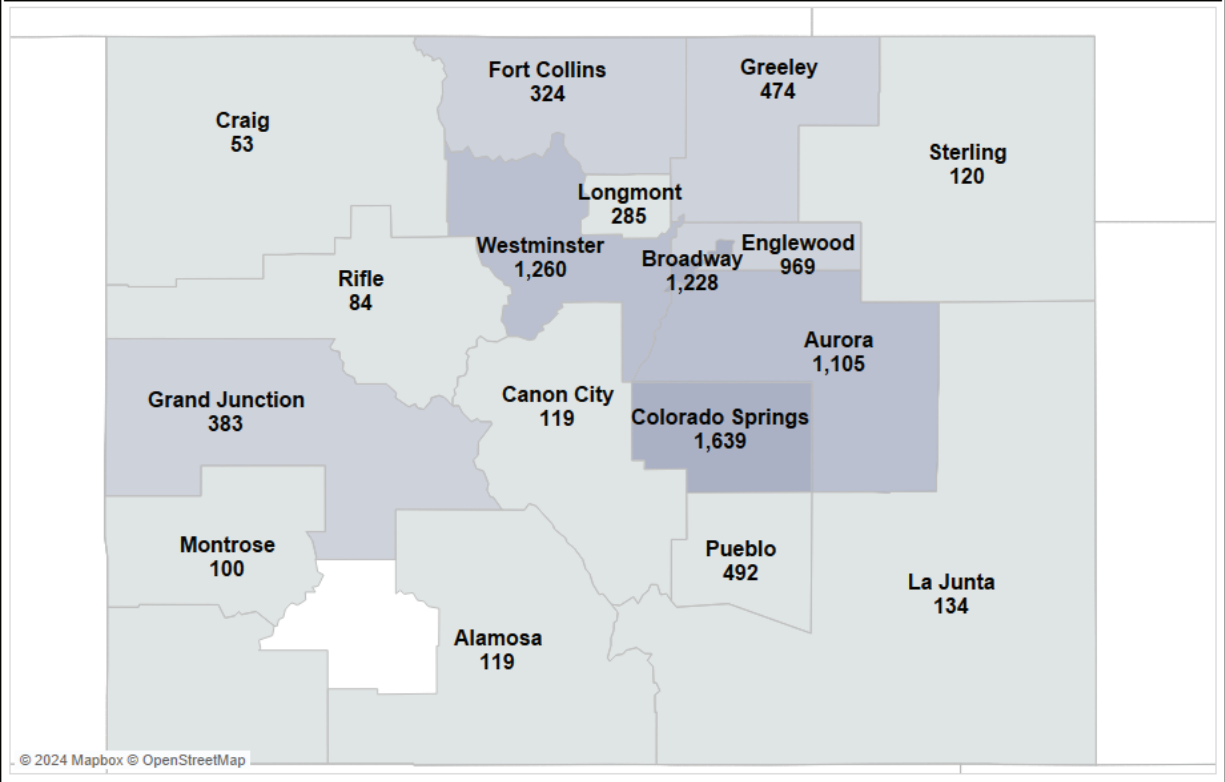 Fort Collins
324
Greeley
474
Craig
53
Sterling
120
Longmont
285
Westminster
1,260
Englewood
969
Broadway
1,228
Rifle
84
Aurora
1,105
Grand Junction
383
Canon City
119
Colorado Springs
1,639
Montrose
100
Pueblo
492
La Junta
134
Alamosa
119
© 2024 Mapbox © OpenStreetMap